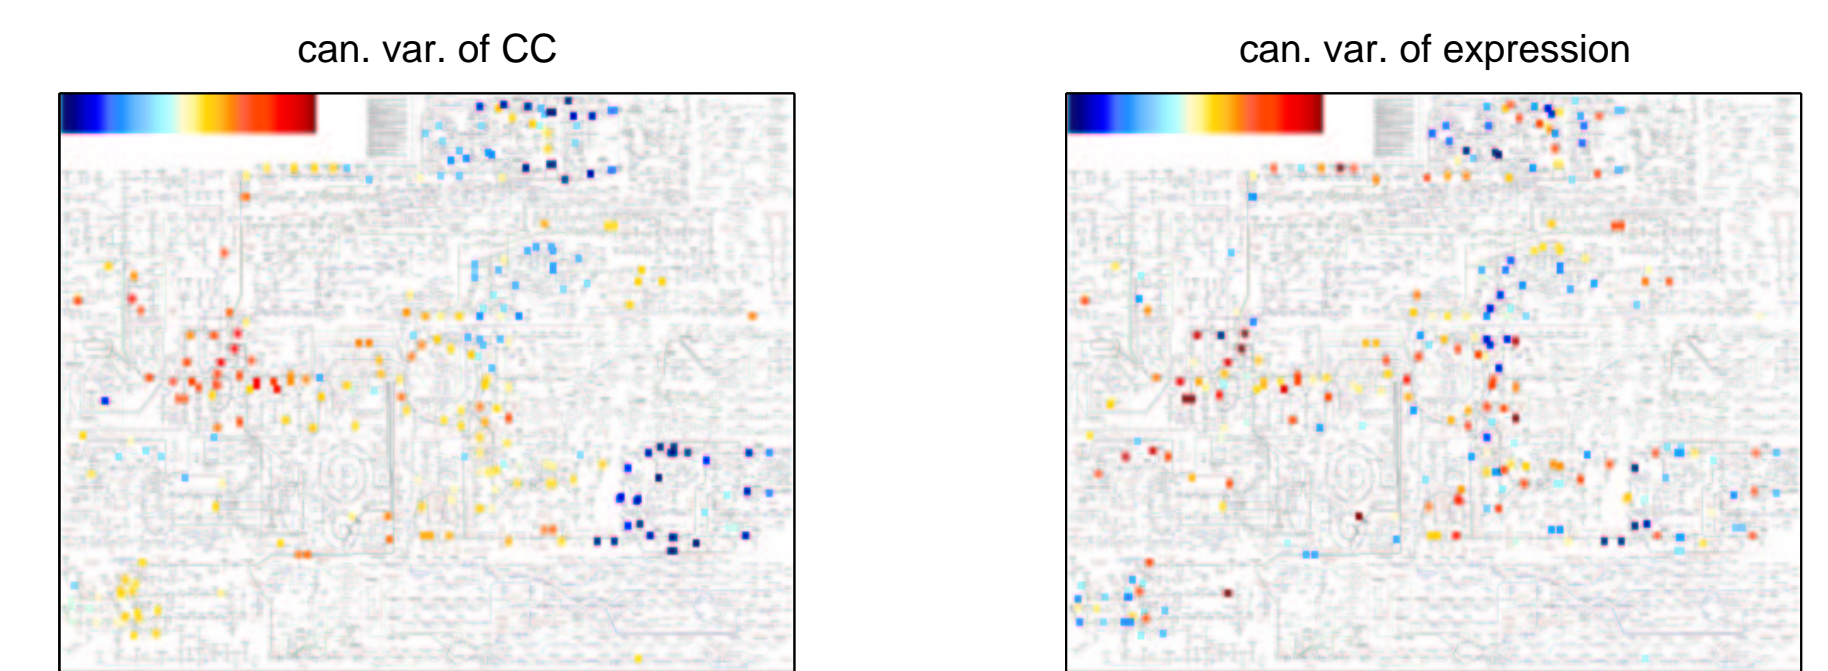 can. var. of CC
can. var. of expression